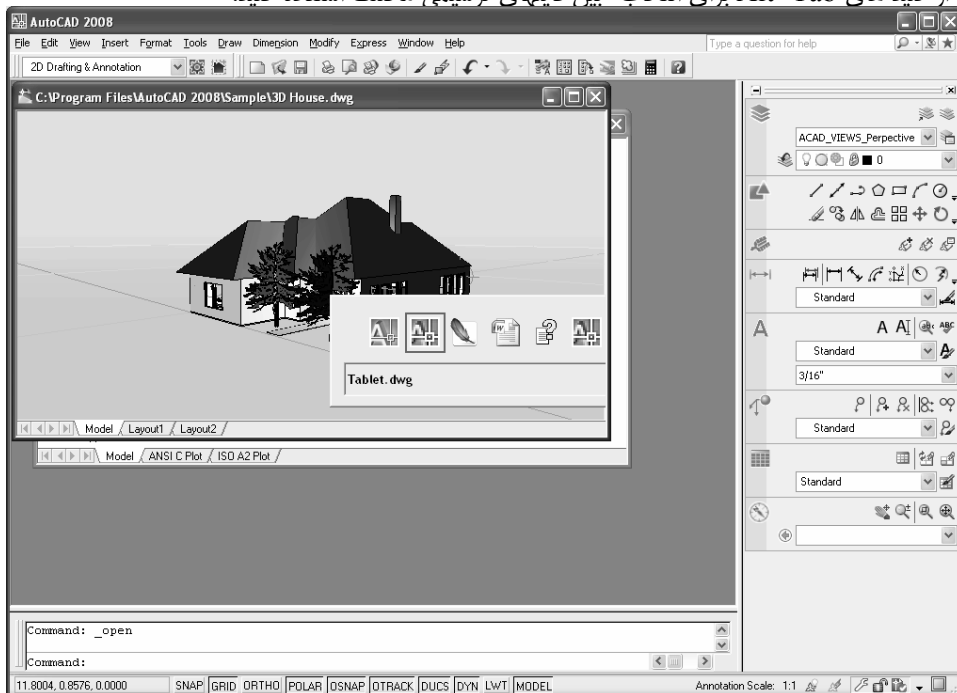 AutoCAD 2008
File Edit View Insert Format Tools Draw Dimension Modify Express Window Help
Type a question for help
2D Drafting & Annotation
C:\Program Files\AutoCAD 2008\Sample\3D House.dwg
ACAD_VIEWS_Perpective
0
Standard
A AI ABC
Standard
3/16"
Tablet.dwg
Standard
Model Layout1 Layout2
Model ANSI C Plot ISO A2 Plot
Standard
Command: _open
Command:
11.8004, 0.8576, 0.0000 SNAP GRID ORTHO POLAR OSNAP OTRACK DUCS DYN LWT MODEL Annotation Scale: 1:1